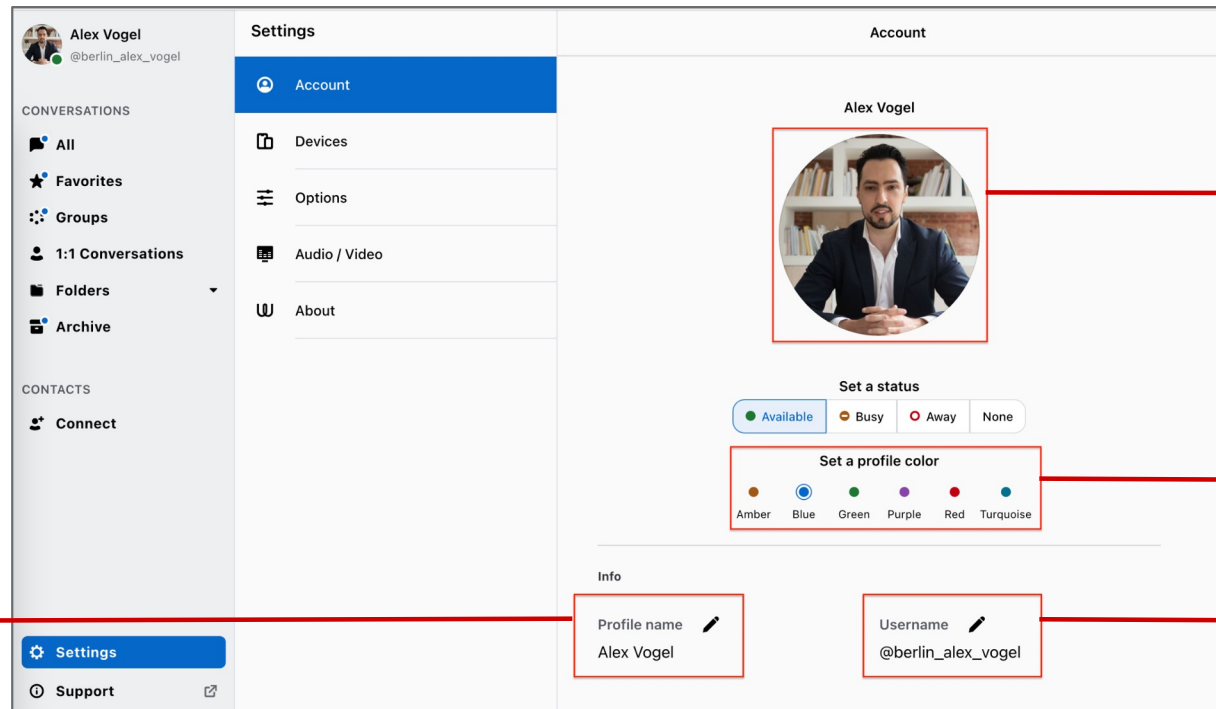 Alex Vogel
@berlin_alex_vogel
CONVERSATIONS
All
Favorites
Groups
1:1 Conversations
Folders
Archive
CONTACTS
Connect
Settings
Support
Settings
Account
Devices
Options
Audio / Video
About
Account
Alex Vogel
Set a status
Available Busy Away None
Set a profile color
Amber Blue Green Purple Red Turquoise
Info
Profile name
Alex Vogel
Username
@berlin_alex_vogel